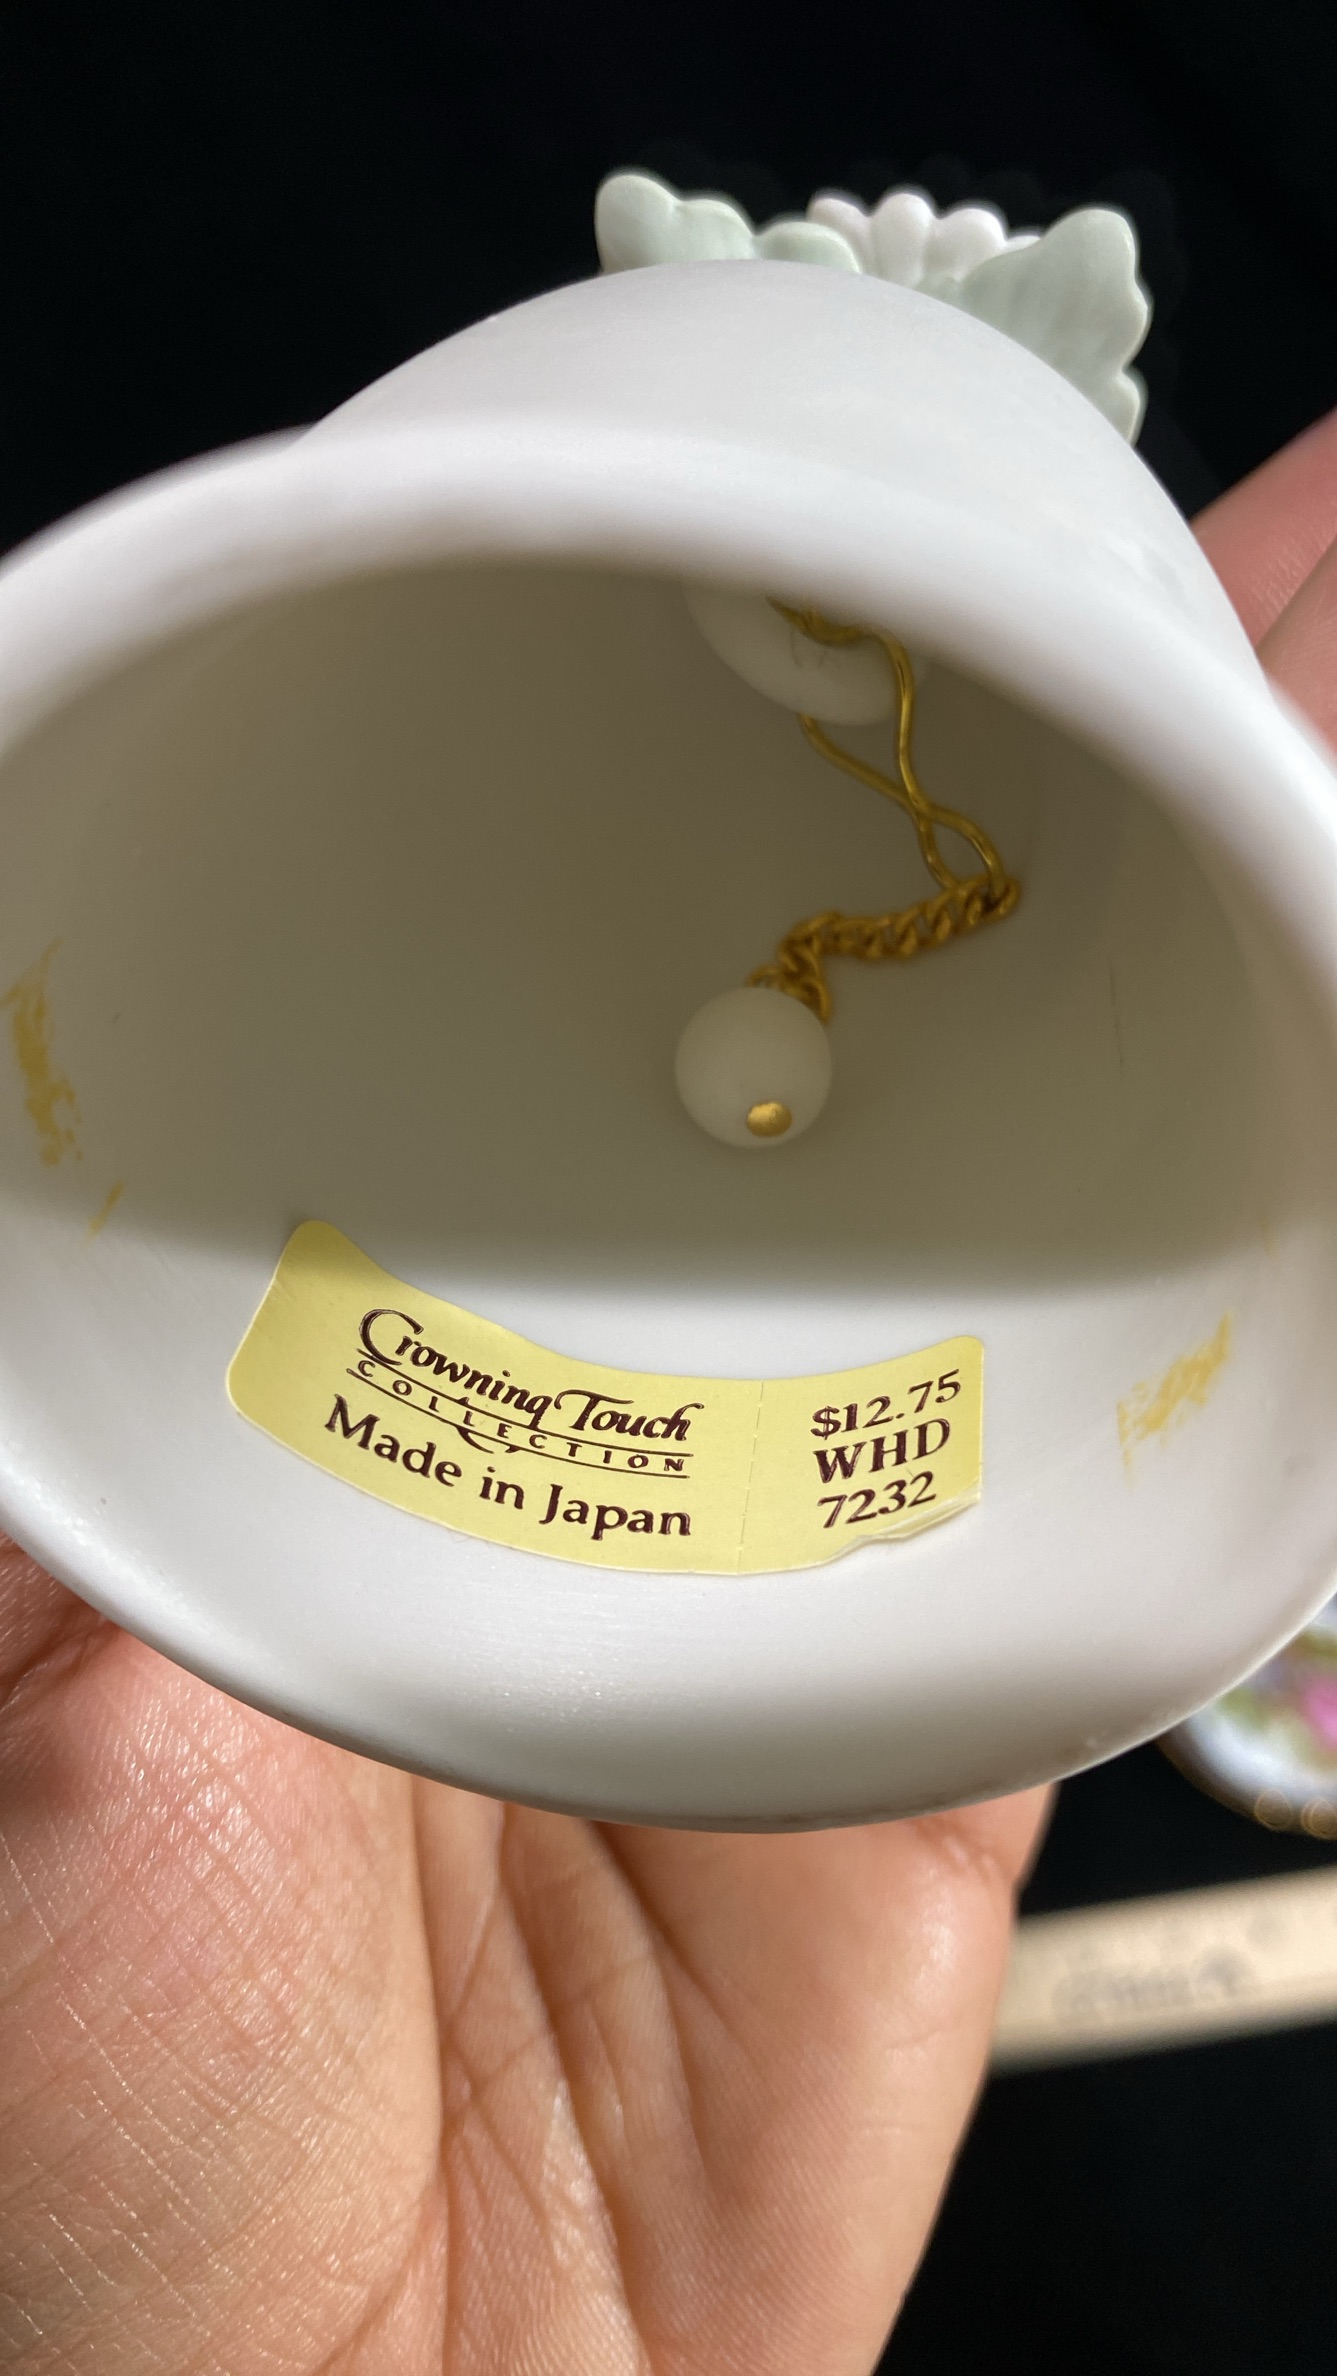 Crowning Touch
COLLECTION
Made in Japan
$12.75
WHD
7232